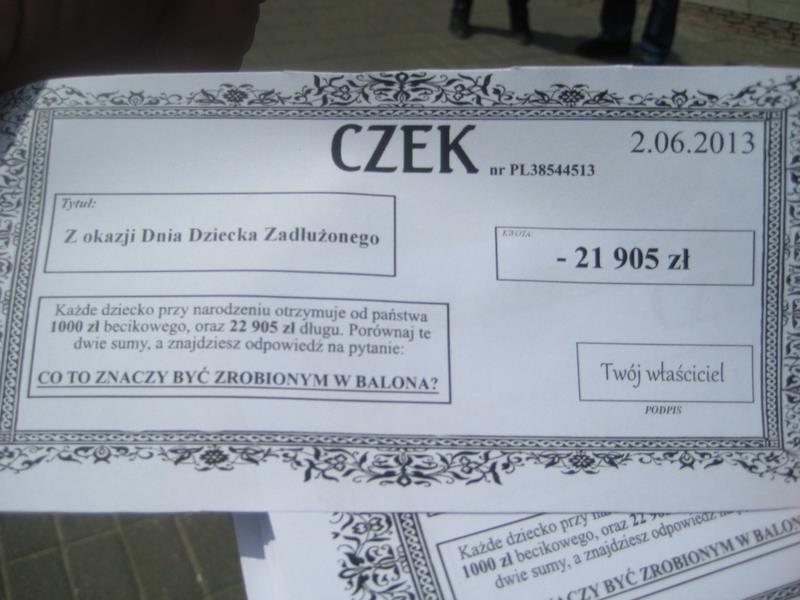 CZEK
nr PL38544513
2.06.2013
Tytuł:
Z okazji Dnia Dziecka Zadłużonego
KWOTA:
- 21 905 zł
Każde dziecko przy narodzeniu otrzymuje od państwa
1000 zł becikowego, oraz 22 905 zł długu. Porównaj te
dwie sumy, a znajdziesz odpowiedź na pytanie:
CO TO ZNACZY BYĆ ZROBIONYM W BALONA?
Twój właściciel
PODPIS
Każde dziecko przy
1000 zł becikowego, oraz
dwie sumy, a znajdziesz odpowiedź
ZNACZY BYĆ ZROBIONYM W